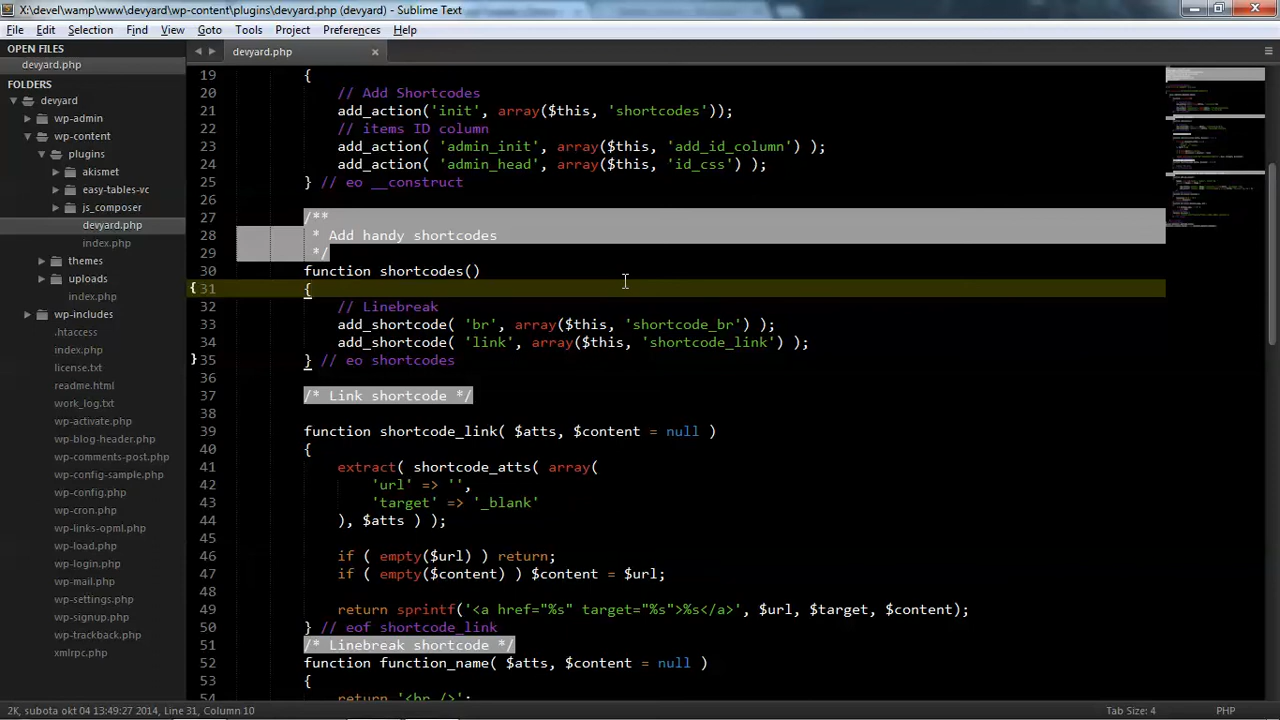 X:\devel\wamp\www\devyard\wp-content\plugins\devyard.php (devyard) - Sublime Text
File Edit Selection Find View Goto Tools Project Preferences Help
OPEN FILES
devyard.php
FOLDERS
devyard
wp-admin
wp-content
plugins
akismet
easy-tables-vc
js_composer
devyard.php
index.php
themes
uploads
index.php
wp-includes
.htaccess
index.php
license.txt
readme.html
work_log.txt
wp-activate.php
wp-blog-header.php
wp-comments-post.php
wp-config-sample.php
wp-config.php
wp-cron.php
wp-links-opml.php
wp-load.php
wp-login.php
wp-mail.php
wp-settings.php
wp-signup.php
wp-trackback.php
xmlrpc.php
devyard.php
19 {
20 // Add Shortcodes
21 add_action('init', array($this, 'shortcodes'));
22 // items ID column
23 add_action( 'admin_init', array($this, 'add_id_column') );
24 add_action( 'admin_head', array($this, 'id_css') );
25 } // eo __construct
26
27 /**
28 * Add handy shortcodes
29 */
30 function shortcodes()
31 {
32 // Linebreak
33 add_shortcode( 'br', array($this, 'shortcode_br') );
34 add_shortcode( 'link', array($this, 'shortcode_link') );
35 } // eo shortcodes
36
37 /* Link shortcode */
38
39 function shortcode_link( $atts, $content = null )
40 {
41 extract( shortcode_atts( array(
42 'url' => '',
43 'target' => '_blank'
44 ), $atts ) );
45
46 if ( empty($url) ) return;
47 if ( empty($content) ) $content = $url;
48
49 return sprintf('<a href="%s" target="%s">%s</a>', $url, $target, $content);
50 } // eof shortcode_link
51 /* Linebreak shortcode */
52 function function_name( $atts, $content = null )
53 {
54 return '<br />';
2K, subota okt 04 13:49:27 2014, Line 31, Column 10 Tab Size: 4 PHP